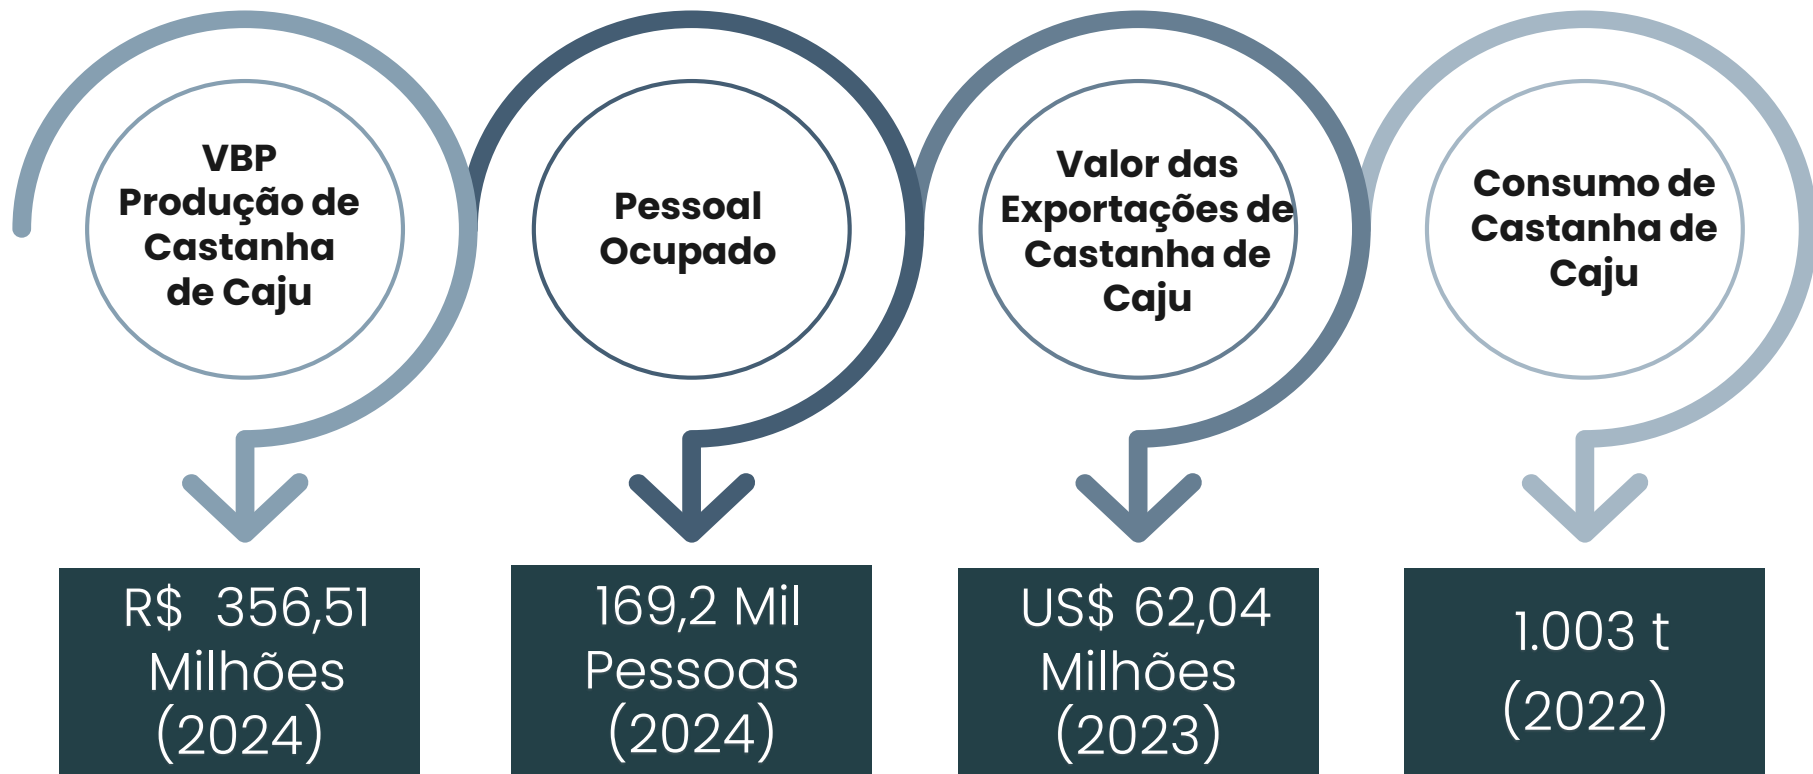 VBP
Produção de
Castanha
de Caju
Pessoal
Ocupado
Valor das
Exportações de
Castanha de
Caju
Consumo de
Castanha de
Caju
R$ 356,51
Milhões
(2024)
169,2 Mil
Pessoas
(2024)
US$ 62,04
Milhões
(2023)
1.003 t
(2022)